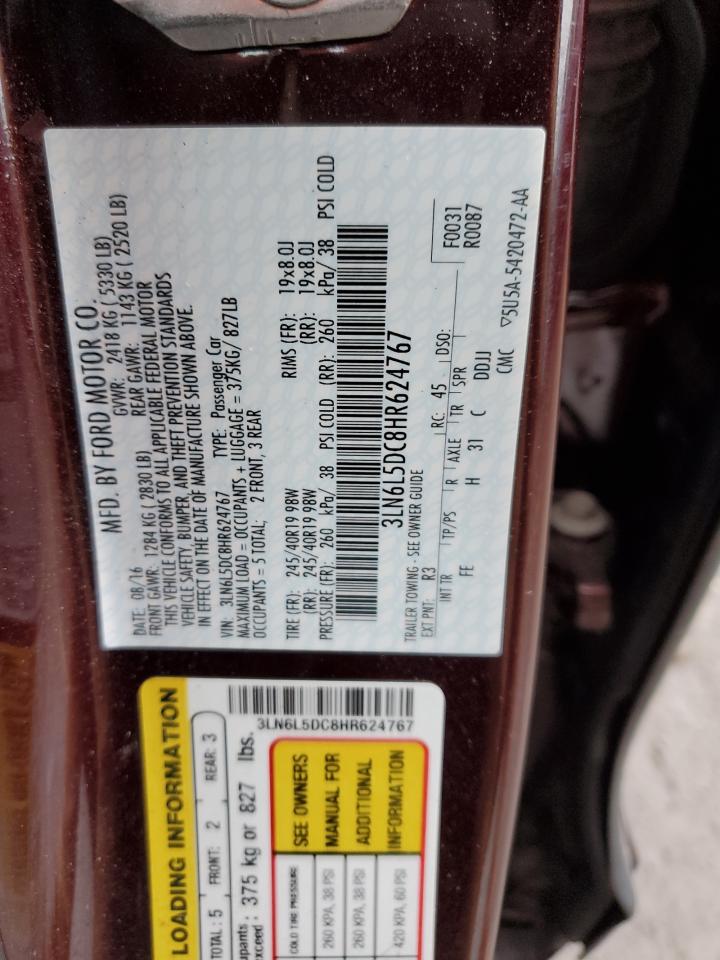 MFD. BY FORD MOTOR CO.
DATE: 08/16 GVWR: 2418 KG ( 5330 LB)
FRONT GAWR: 1284 KG ( 2830 LB) REAR GAWR: 1143 KG ( 2520 LB)
THIS VEHICLE CONFORMS TO ALL APPLICABLE FEDERAL MOTOR
VEHICLE SAFETY, BUMPER, AND THEFT PREVENTION STANDARDS
IN EFFECT ON THE DATE OF MANUFACTURE SHOWN ABOVE.
VIN: 3LN6L5DC8HR624767 TYPE: Passenger Car
MAXIMUM LOAD = OCCUPANTS + LUGGAGE = 375KG/ 827LB
OCCUPANTS = 5 TOTAL; 2 FRONT, 3 REAR
TIRE (FR): 245/40R19 98W RIMS (FR): 19x8.0J
(RR): 245/40R19 98W (RR): 19x8.0J
PRESSURE (FR): 260 kPa/ 38 PSI COLD (RR): 260 kPa/ 38 PSI COLD
3LN6L5DC8HR624767
TRAILER TOWING - SEE OWNER GUIDE
EXT PNT: R3 RC: 45 DSO: F0031
R0087
INT TR TP/PS R AXLE TR SPR
FE H 31 C DDJJ
CMC ▽5U5A-5420472-AA
LOADING INFORMATION
TOTAL : 5 FRONT: 2 REAR: 3
upants
exceed : 375 kg or 827 lbs.
3LN6L5DC8HR624767
COLD TIRE PRESSURE
260 KPA, 38 PSI
260 KPA, 38 PSI
420 KPA, 60 PSI
SEE OWNERS
MANUAL FOR
ADDITIONAL
INFORMATION